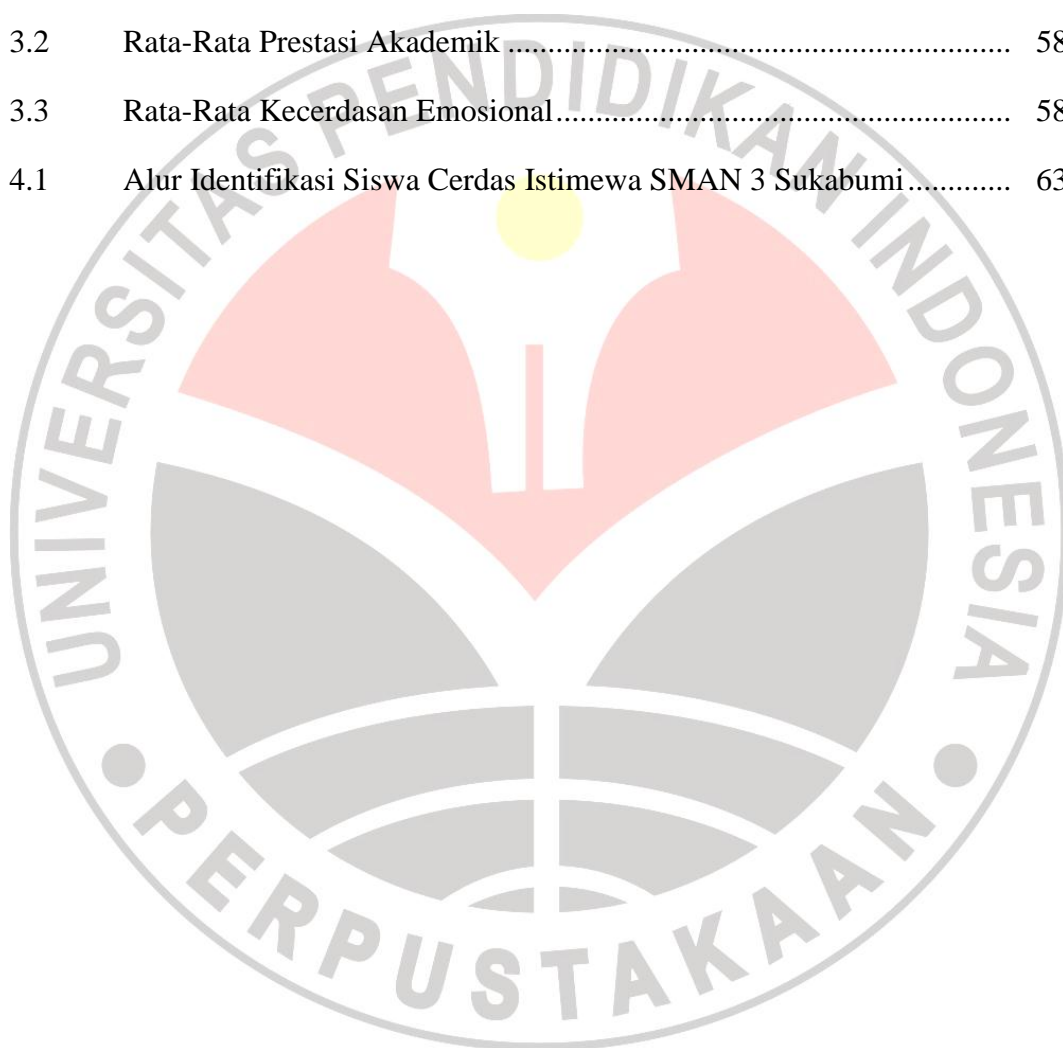 3.2 Rata-Rata Prestasi Akademik ................................................................ 58
3.3 Rata-Rata Kecerdasan Emosional .......................................................... 58
4.1 Alur Identifikasi Siswa Cerdas Istimewa SMAN 3 Sukabumi ............. 63
UNIVERSITAS PENDIDIKAN INDONESIA
PERPUSTAKAAN